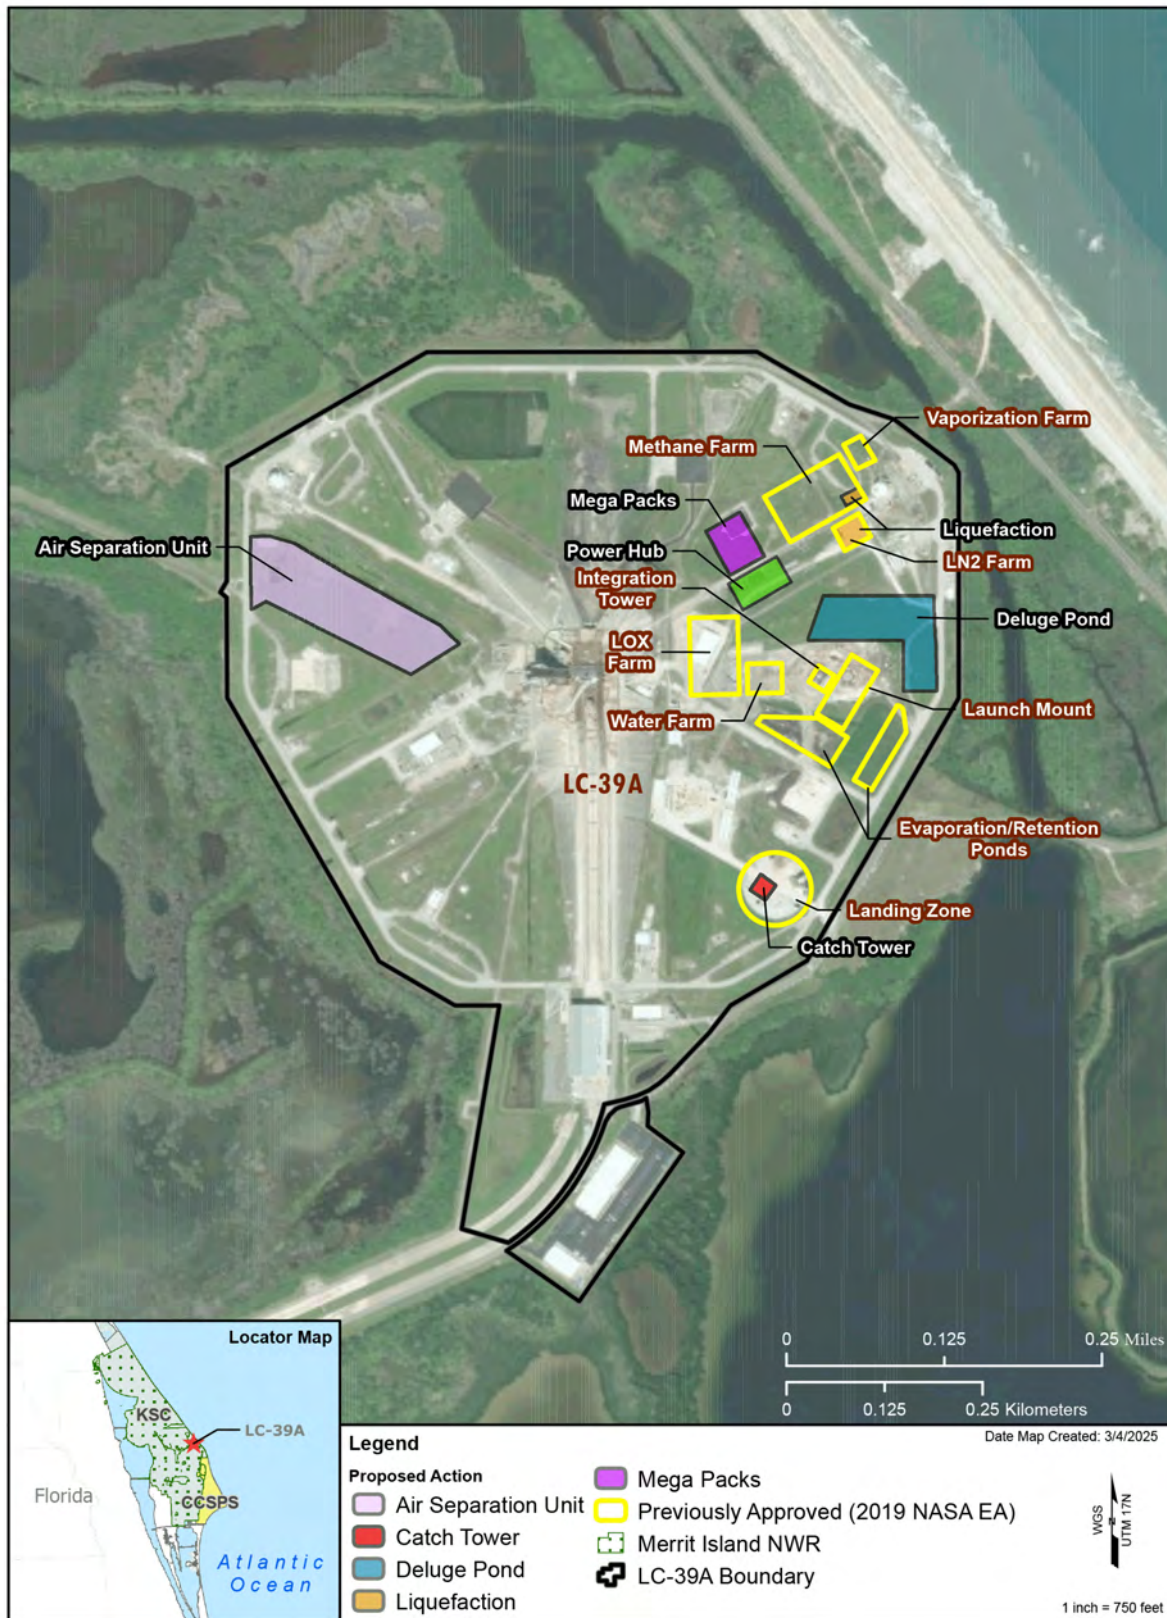 Vaporization Farm
Methane Farm
Mega Packs
Liquefaction
Air Separation Unit
Power Hub
LN2 Farm
Integration
Tower
Deluge Pond
LOX
Farm
Water Farm
Launch Mount
LC-39A
Evaporation/Retention
Ponds
Landing Zone
Catch Tower
0 0.125 0.25 Miles
0 0.125 0.25 Kilometers
Locator Map
KSC
LC-39A
Florida
CCSPS
Atlantic
Ocean
Date Map Created: 3/4/2025
Legend
Proposed Action
Air Separation Unit
Catch Tower
Deluge Pond
Liquefaction
Mega Packs
Previously Approved (2019 NASA EA)
Merrit Island NWR
LC-39A Boundary
WGS
N
UTM 17N
1 inch = 750 feet